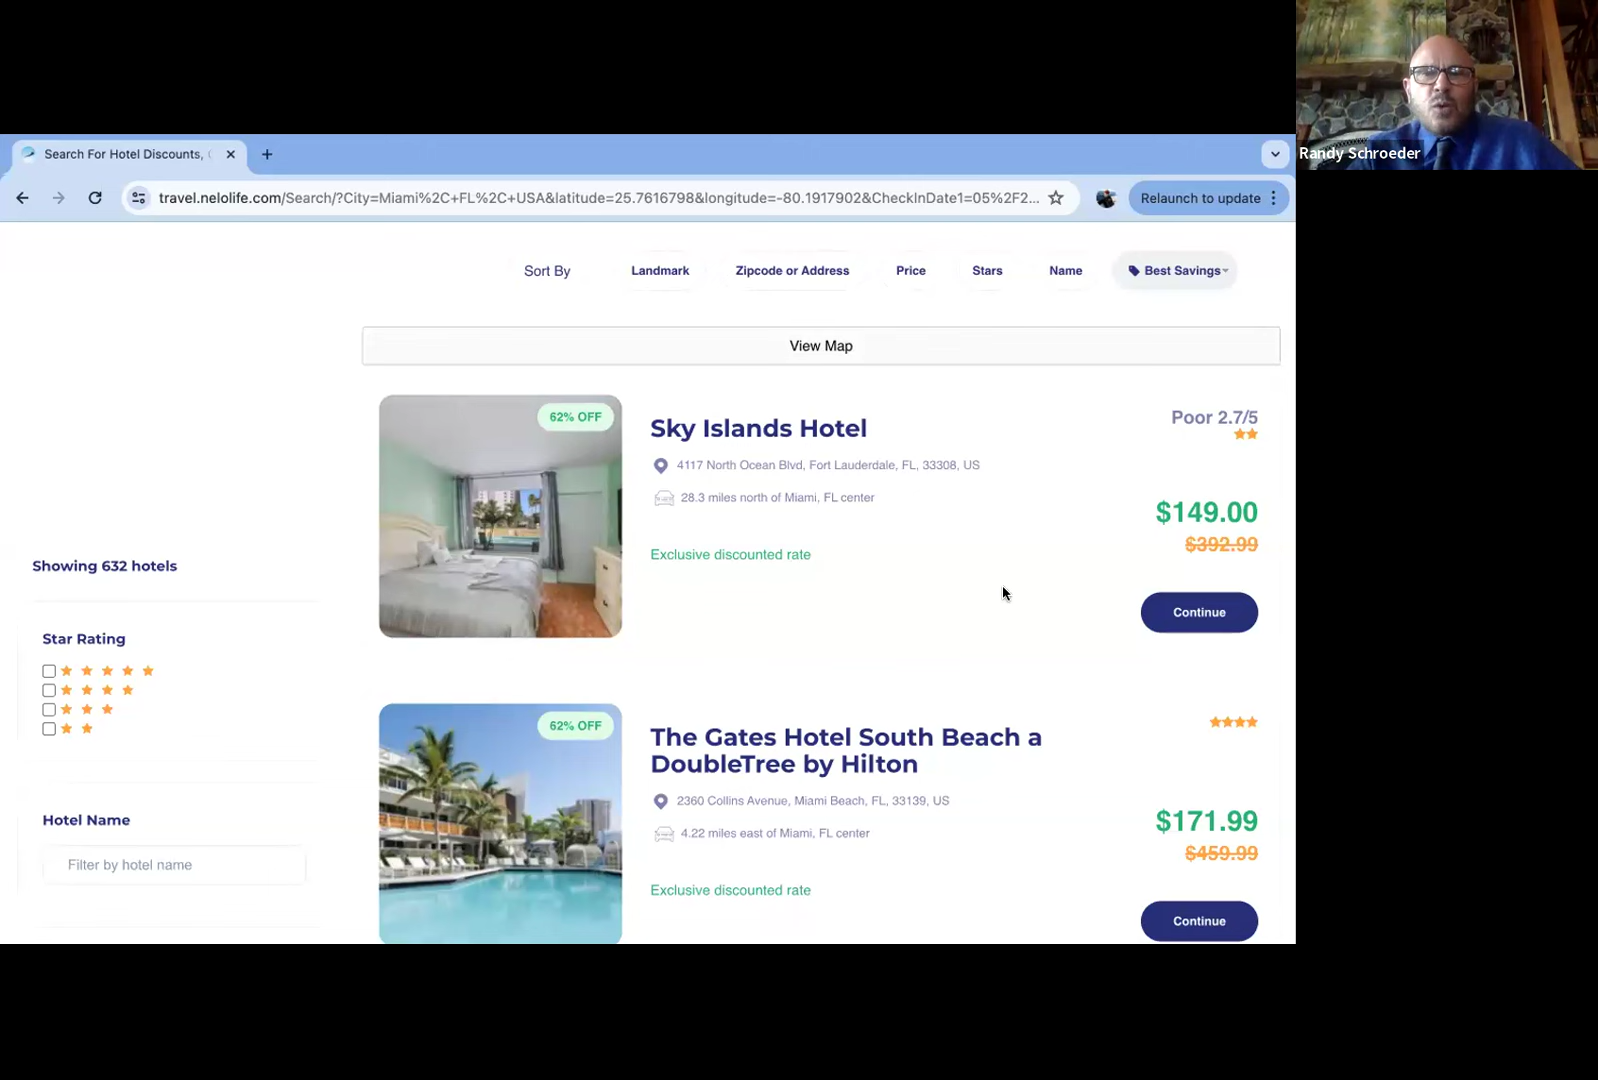 Randy Schroeder
Search For Hotel Discounts,
travel.nelolife.com/Search/?City=Miami%2C+FL%2C+USA&latitude=25.7616798&longitude=-80.1917902&CheckInDate1=05%2F2...
Relaunch to update
Sort By Landmark Zipcode or Address Price Stars Name Best Savings
View Map
62% OFF
Sky Islands Hotel
Poor 2.7/5
4117 North Ocean Blvd, Fort Lauderdale, FL, 33308, US
28.3 miles north of Miami, FL center
$149.00
$392.99
Exclusive discounted rate
Continue
Showing 632 hotels
Star Rating
Hotel Name
Filter by hotel name
62% OFF
The Gates Hotel South Beach a
DoubleTree by Hilton
2360 Collins Avenue, Miami Beach, FL, 33139, US
4.22 miles east of Miami, FL center
$171.99
$459.99
Exclusive discounted rate
Continue